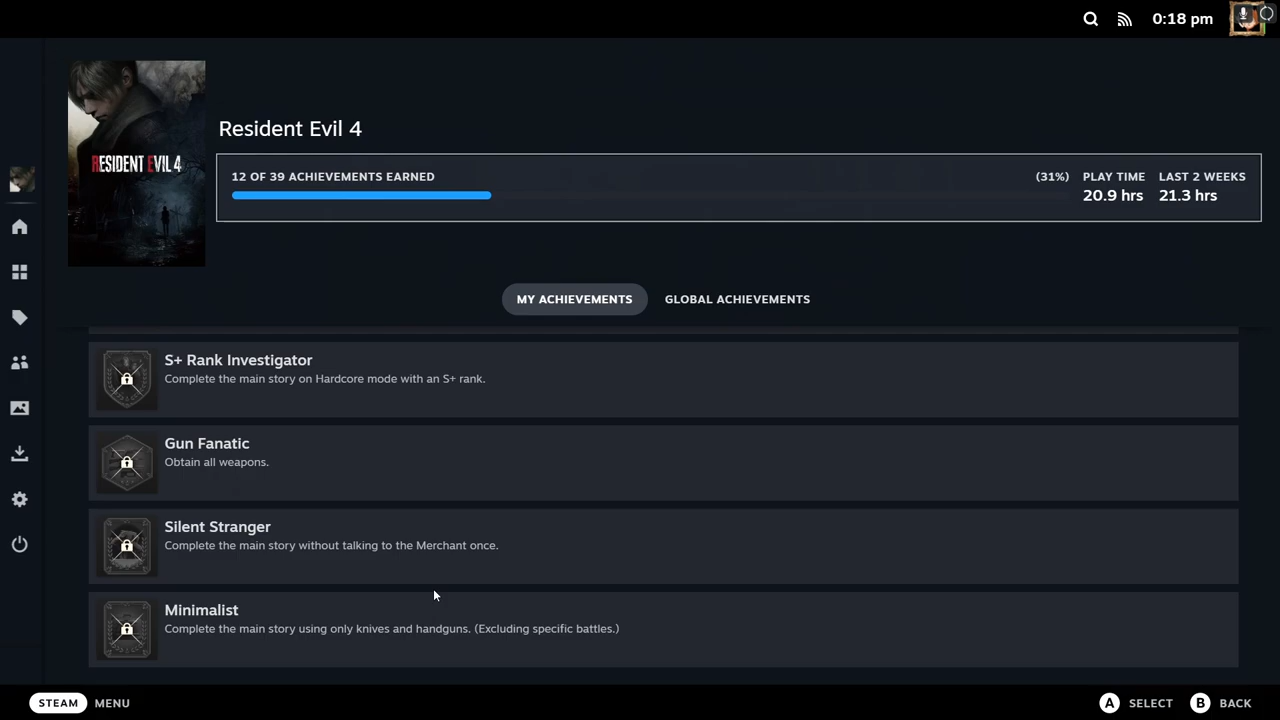 0:18 pm
RESIDENT EVIL 4
Resident Evil 4
12 OF 39 ACHIEVEMENTS EARNED
(31%)
PLAY TIME
LAST 2 WEEKS
20.9 hrs
21.3 hrs
MY ACHIEVEMENTS
GLOBAL ACHIEVEMENTS
S+ Rank Investigator
Complete the main story on Hardcore mode with an S+ rank.
Gun Fanatic
Obtain all weapons.
Silent Stranger
Complete the main story without talking to the Merchant once.
Minimalist
Complete the main story using only knives and handguns. (Excluding specific battles.)
STEAM MENU
A SELECT B BACK